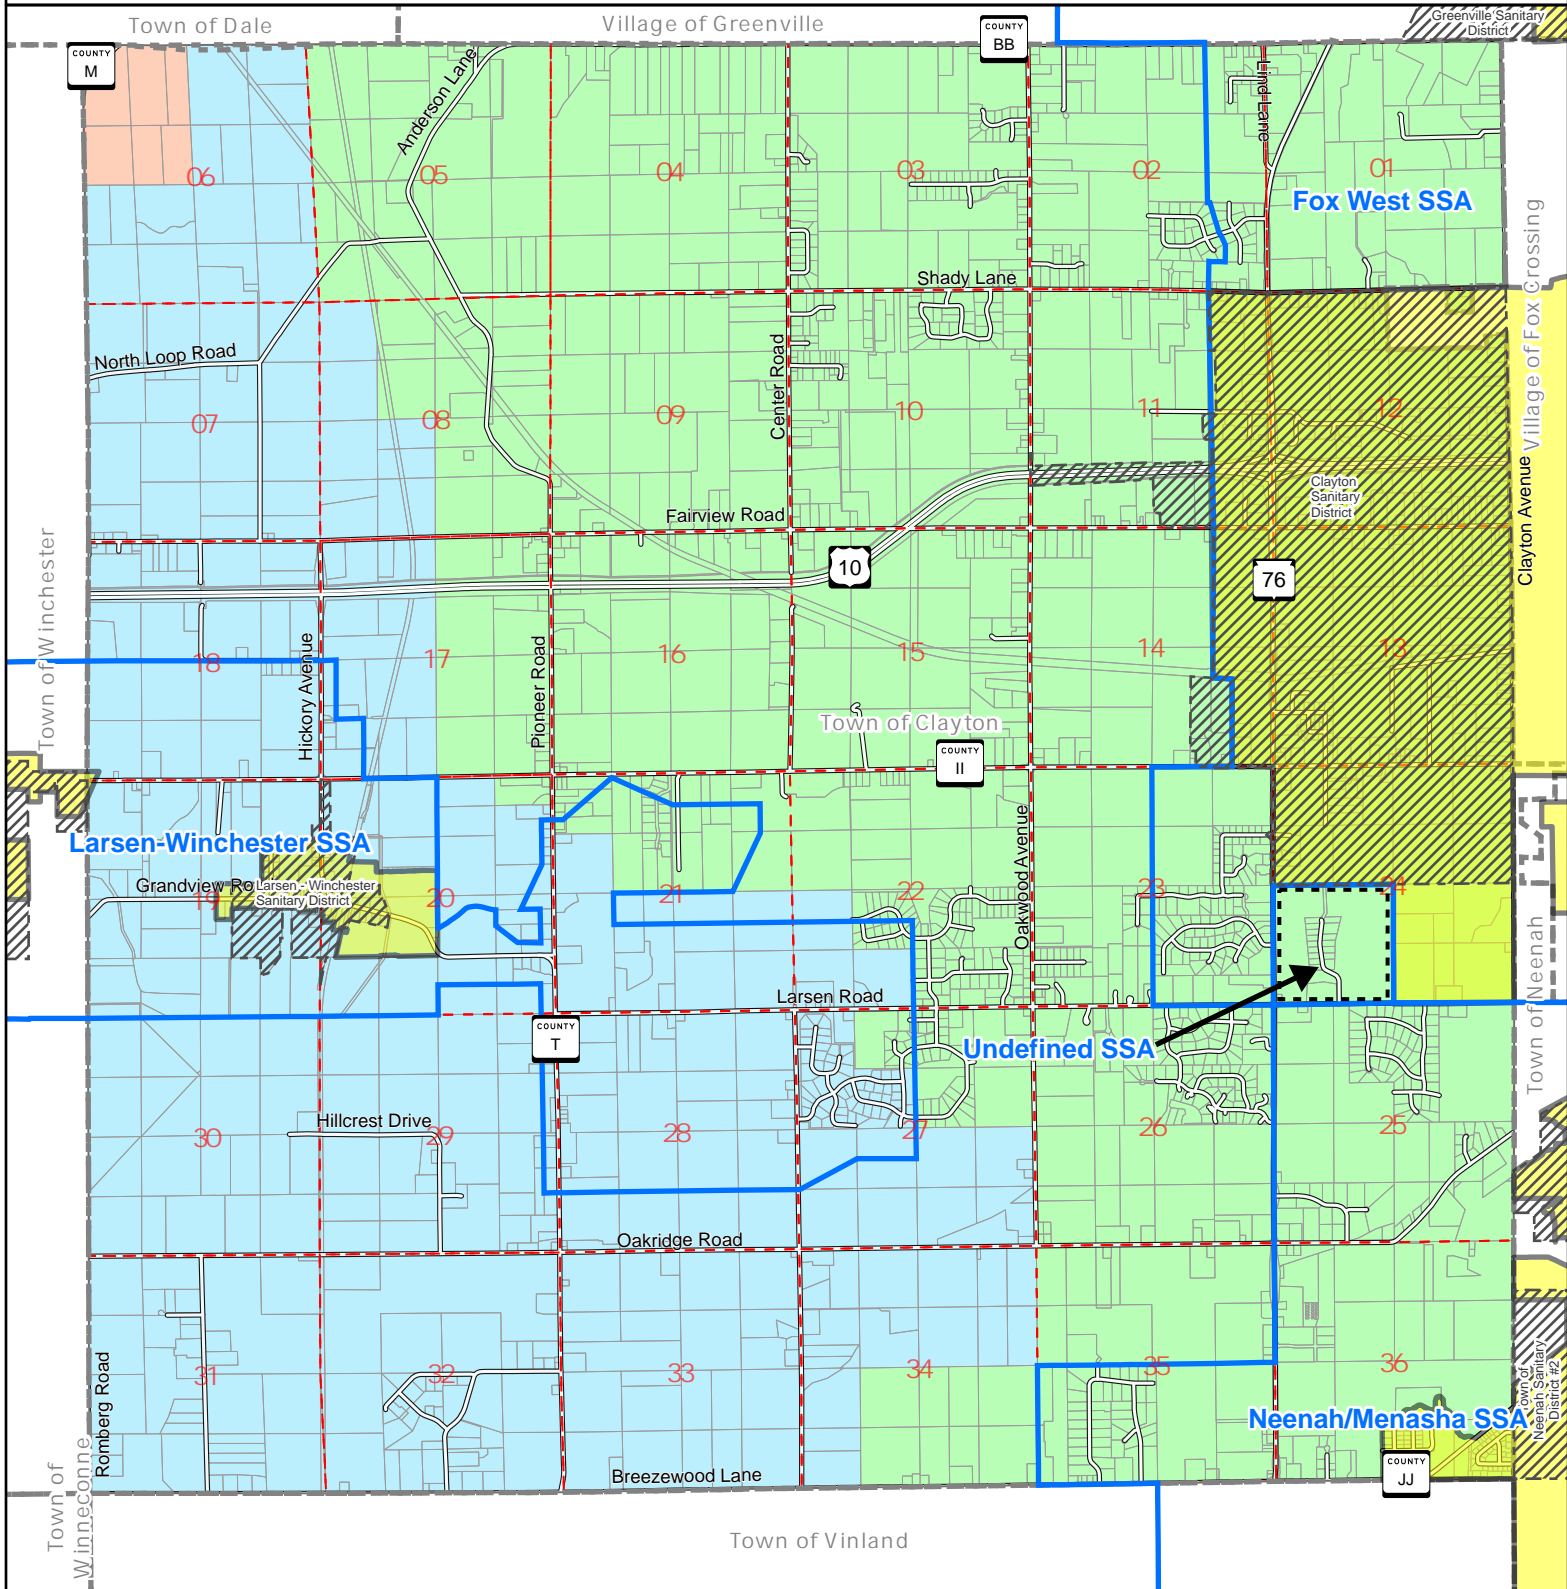 Town of Dale
Village of Greenville
Greenville Sanitary
District
COUNTY
M
COUNTY
BB
Anderson Lane
Lind Lane
06
05
04
03
02
01
Fox West SSA
Shady Lane
Village of Fox Crossing
North Loop Road
Center Road
07
08
09
10
11
12
Clayton
Sanitary
District
Clayton Avenue
Fairview Road
10
76
Town of Winchester
Hickory Avenue
Pioneer Road
18
17
16
15
14
13
Town of Clayton
COUNTY
II
Larsen-Winchester SSA
Grandview Ro
Larsen - Winchester
Sanitary District
Oakwood Avenue
19
20
21
22
23
24
Larsen Road
COUNTY
T
Undefined SSA
Town of Neenah
Hillcrest Drive
30
29
28
27
26
25
Oakridge Road
Romberg Road
31
32
33
34
35
36
Town of
Neenah Sanitary
District #2
Neenah/Menasha SSA
Breezewood Lane
COUNTY
JJ
Town of
Winneconne
Town of Vinland